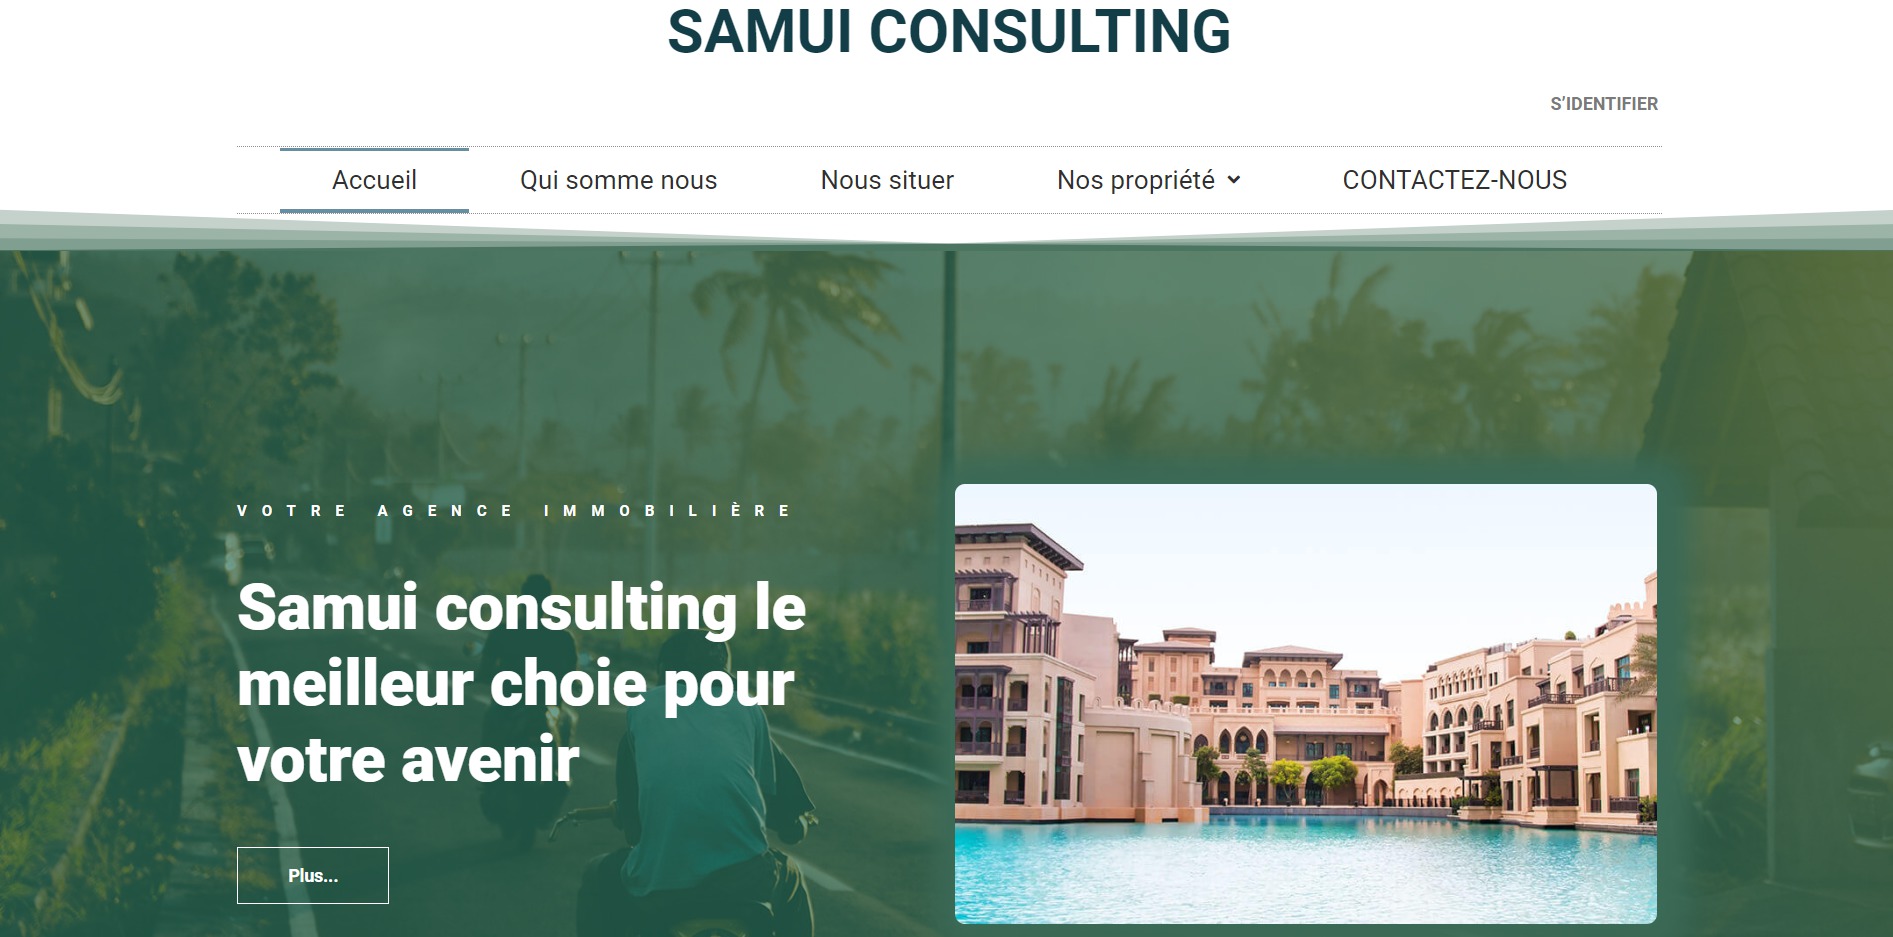 SAMUI CONSULTING
S'IDENTIFIER
Accueil
Qui somme nous
Nous situer
Nos propriété
CONTACTEZ-NOUS
VOTRE AGENCE IMMOBILIÈRE
Samui consulting le
meilleur choie pour
votre avenir
Plus...